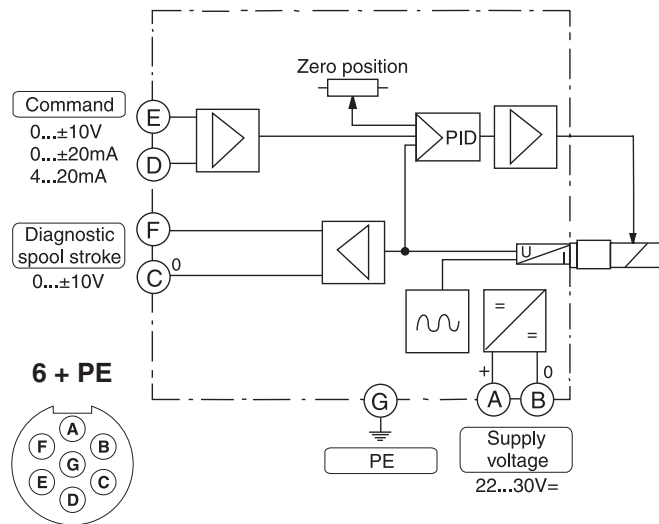 Zero position
Command
0...±10V
0...±20mA
4...20mA
E
D
PID
Diagnostic
spool stroke
0...±10V
F
C
0
U
I
=
=
+
0
A
B
G
PE
Supply
voltage
22...30V=
6 + PE
A
F
B
G
E
C
D